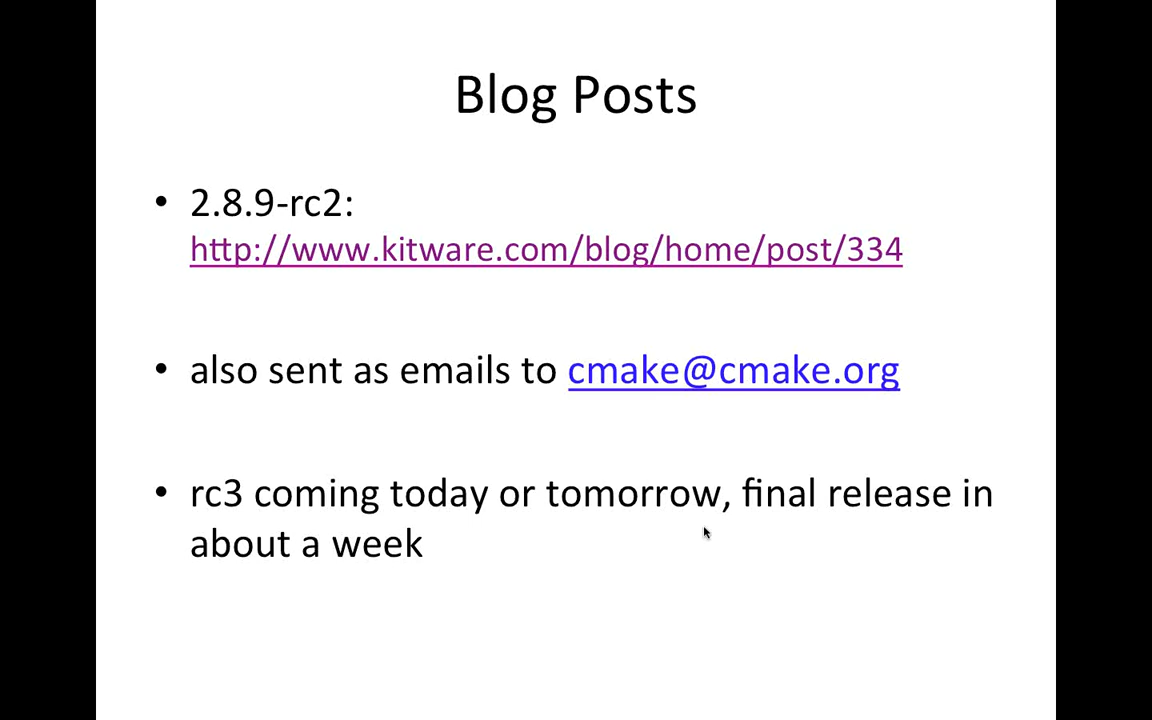 Blog Posts
• 2.8.9-rc2:
http://www.kitware.com/blog/home/post/334
• also sent as emails to cmake@cmake.org
• rc3 coming today or tomorrow, final release in
about a week